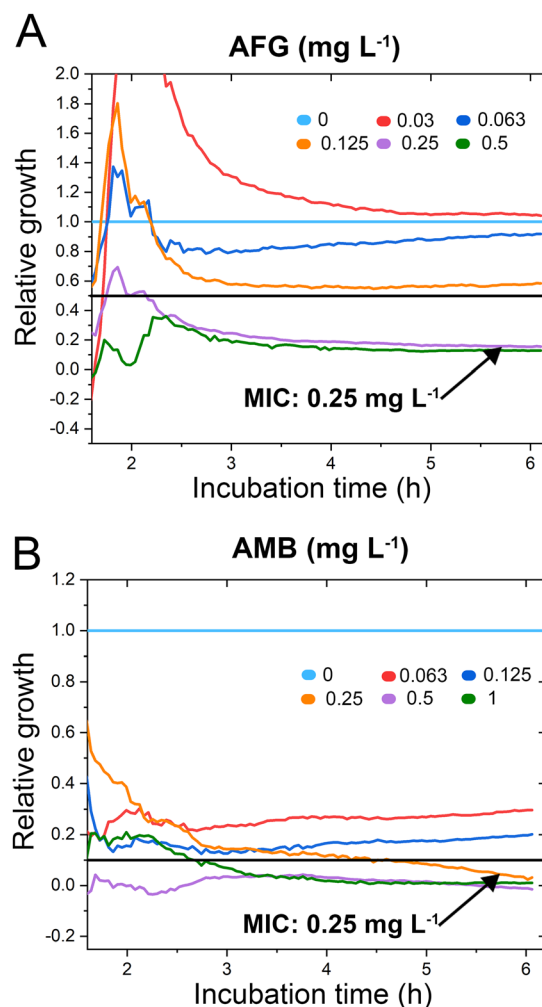 A
AFG (mg L-1)
2.0
1.8
1.6
1.4
1.2
1.0
0.8
0.6
0.4
0.2
0.0
-0.2
-0.4
Relative growth
0 0.03 0.063
0.125 0.25 0.5
MIC: 0.25 mg L-1
2 3 4 5 6
Incubation time (h)
B
AMB (mg L-1)
1.2
1.0
0.8
0.6
0.4
0.2
0.0
-0.2
Relative growth
0 0.063 0.125
0.25 0.5 1
MIC: 0.25 mg L-1
2 3 4 5 6
Incubation time (h)